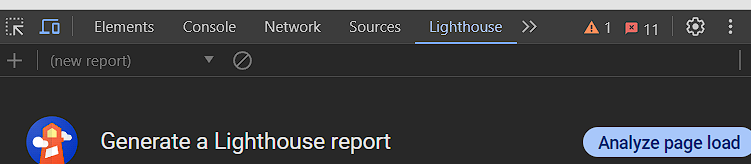 Elements Console Network Sources Lighthouse 1 11
(new report)
Generate a Lighthouse report Analyze page load